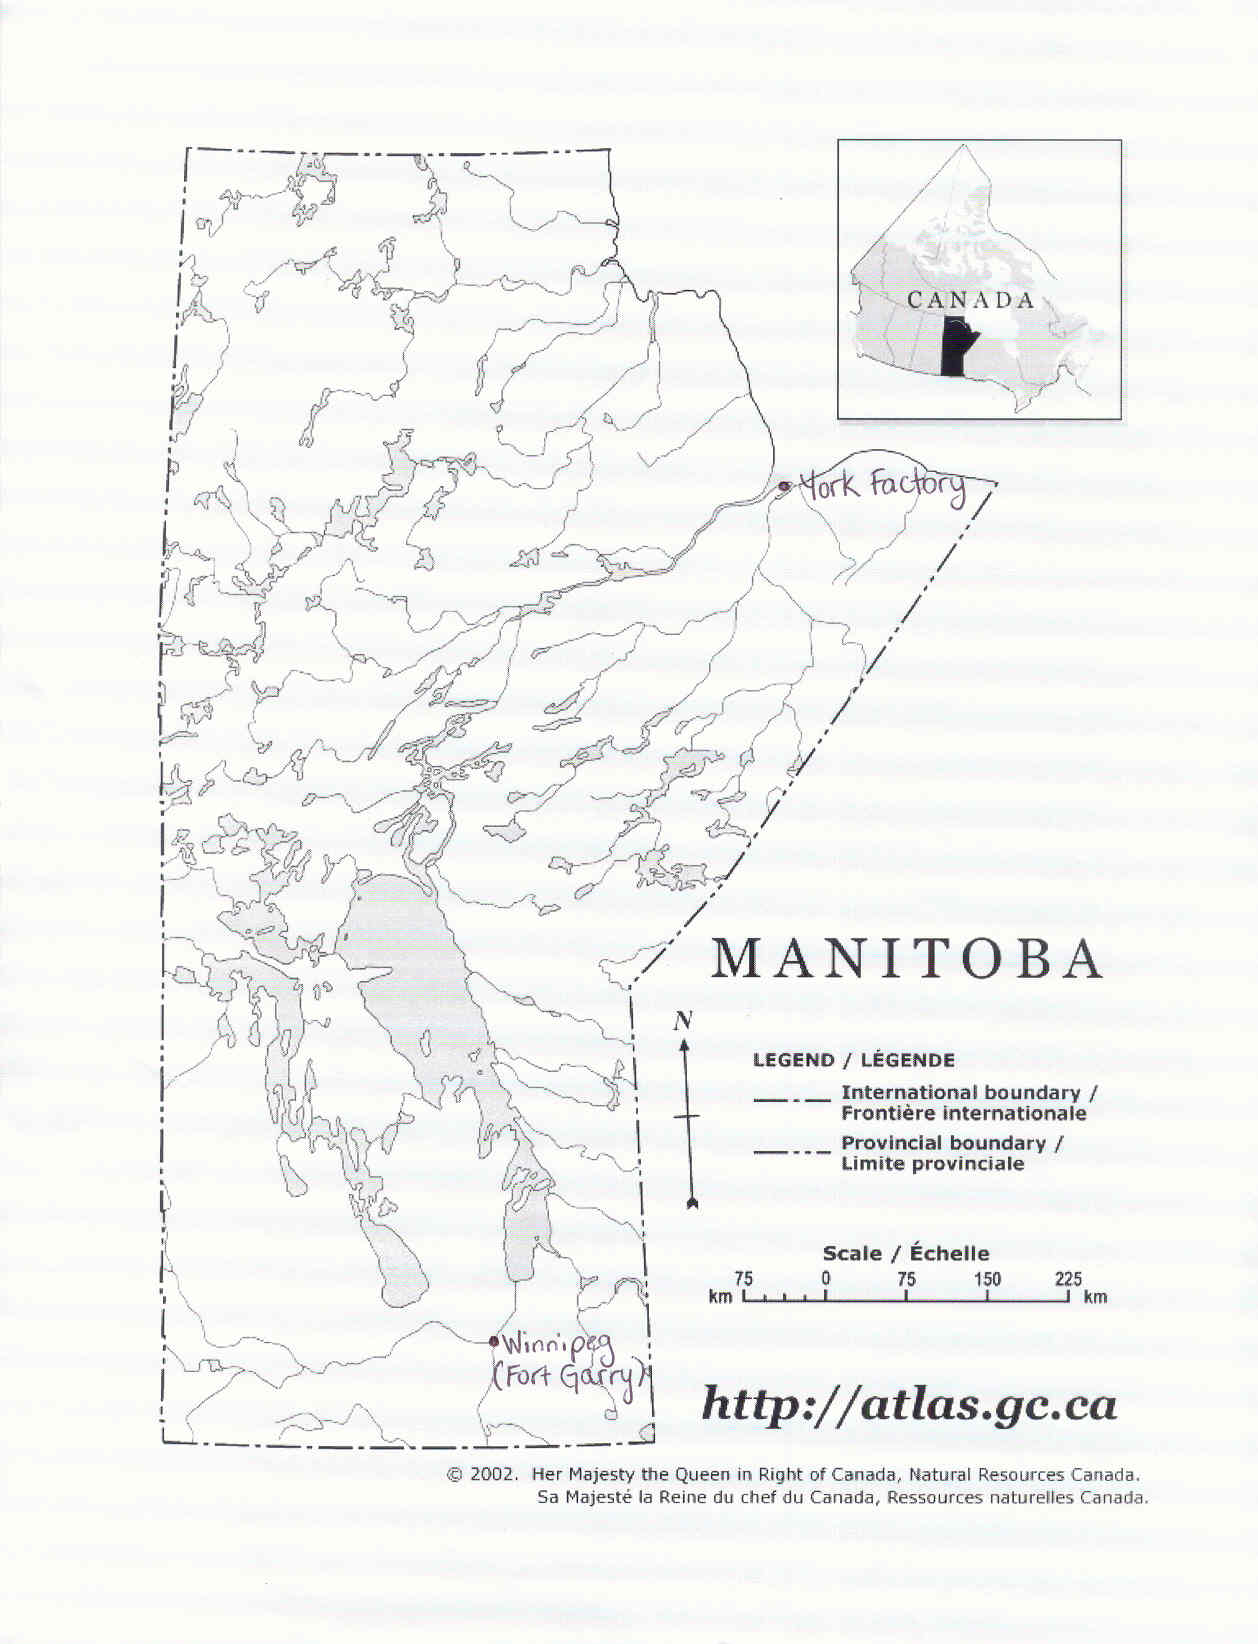 CANADA
York Factory
MANITOBA
N
LEGEND / LÉGENDE
International boundary /
Frontière internationale
Provincial boundary /
Limite provinciale
Scale / Échelle
75 0 75 150 225
km km
Winnipeg
(Fort Garry)
http://atlas.gc.ca
© 2002. Her Majesty the Queen in Right of Canada, Natural Resources Canada.
Sa Majesté la Reine du chef du Canada, Ressources naturelles Canada.